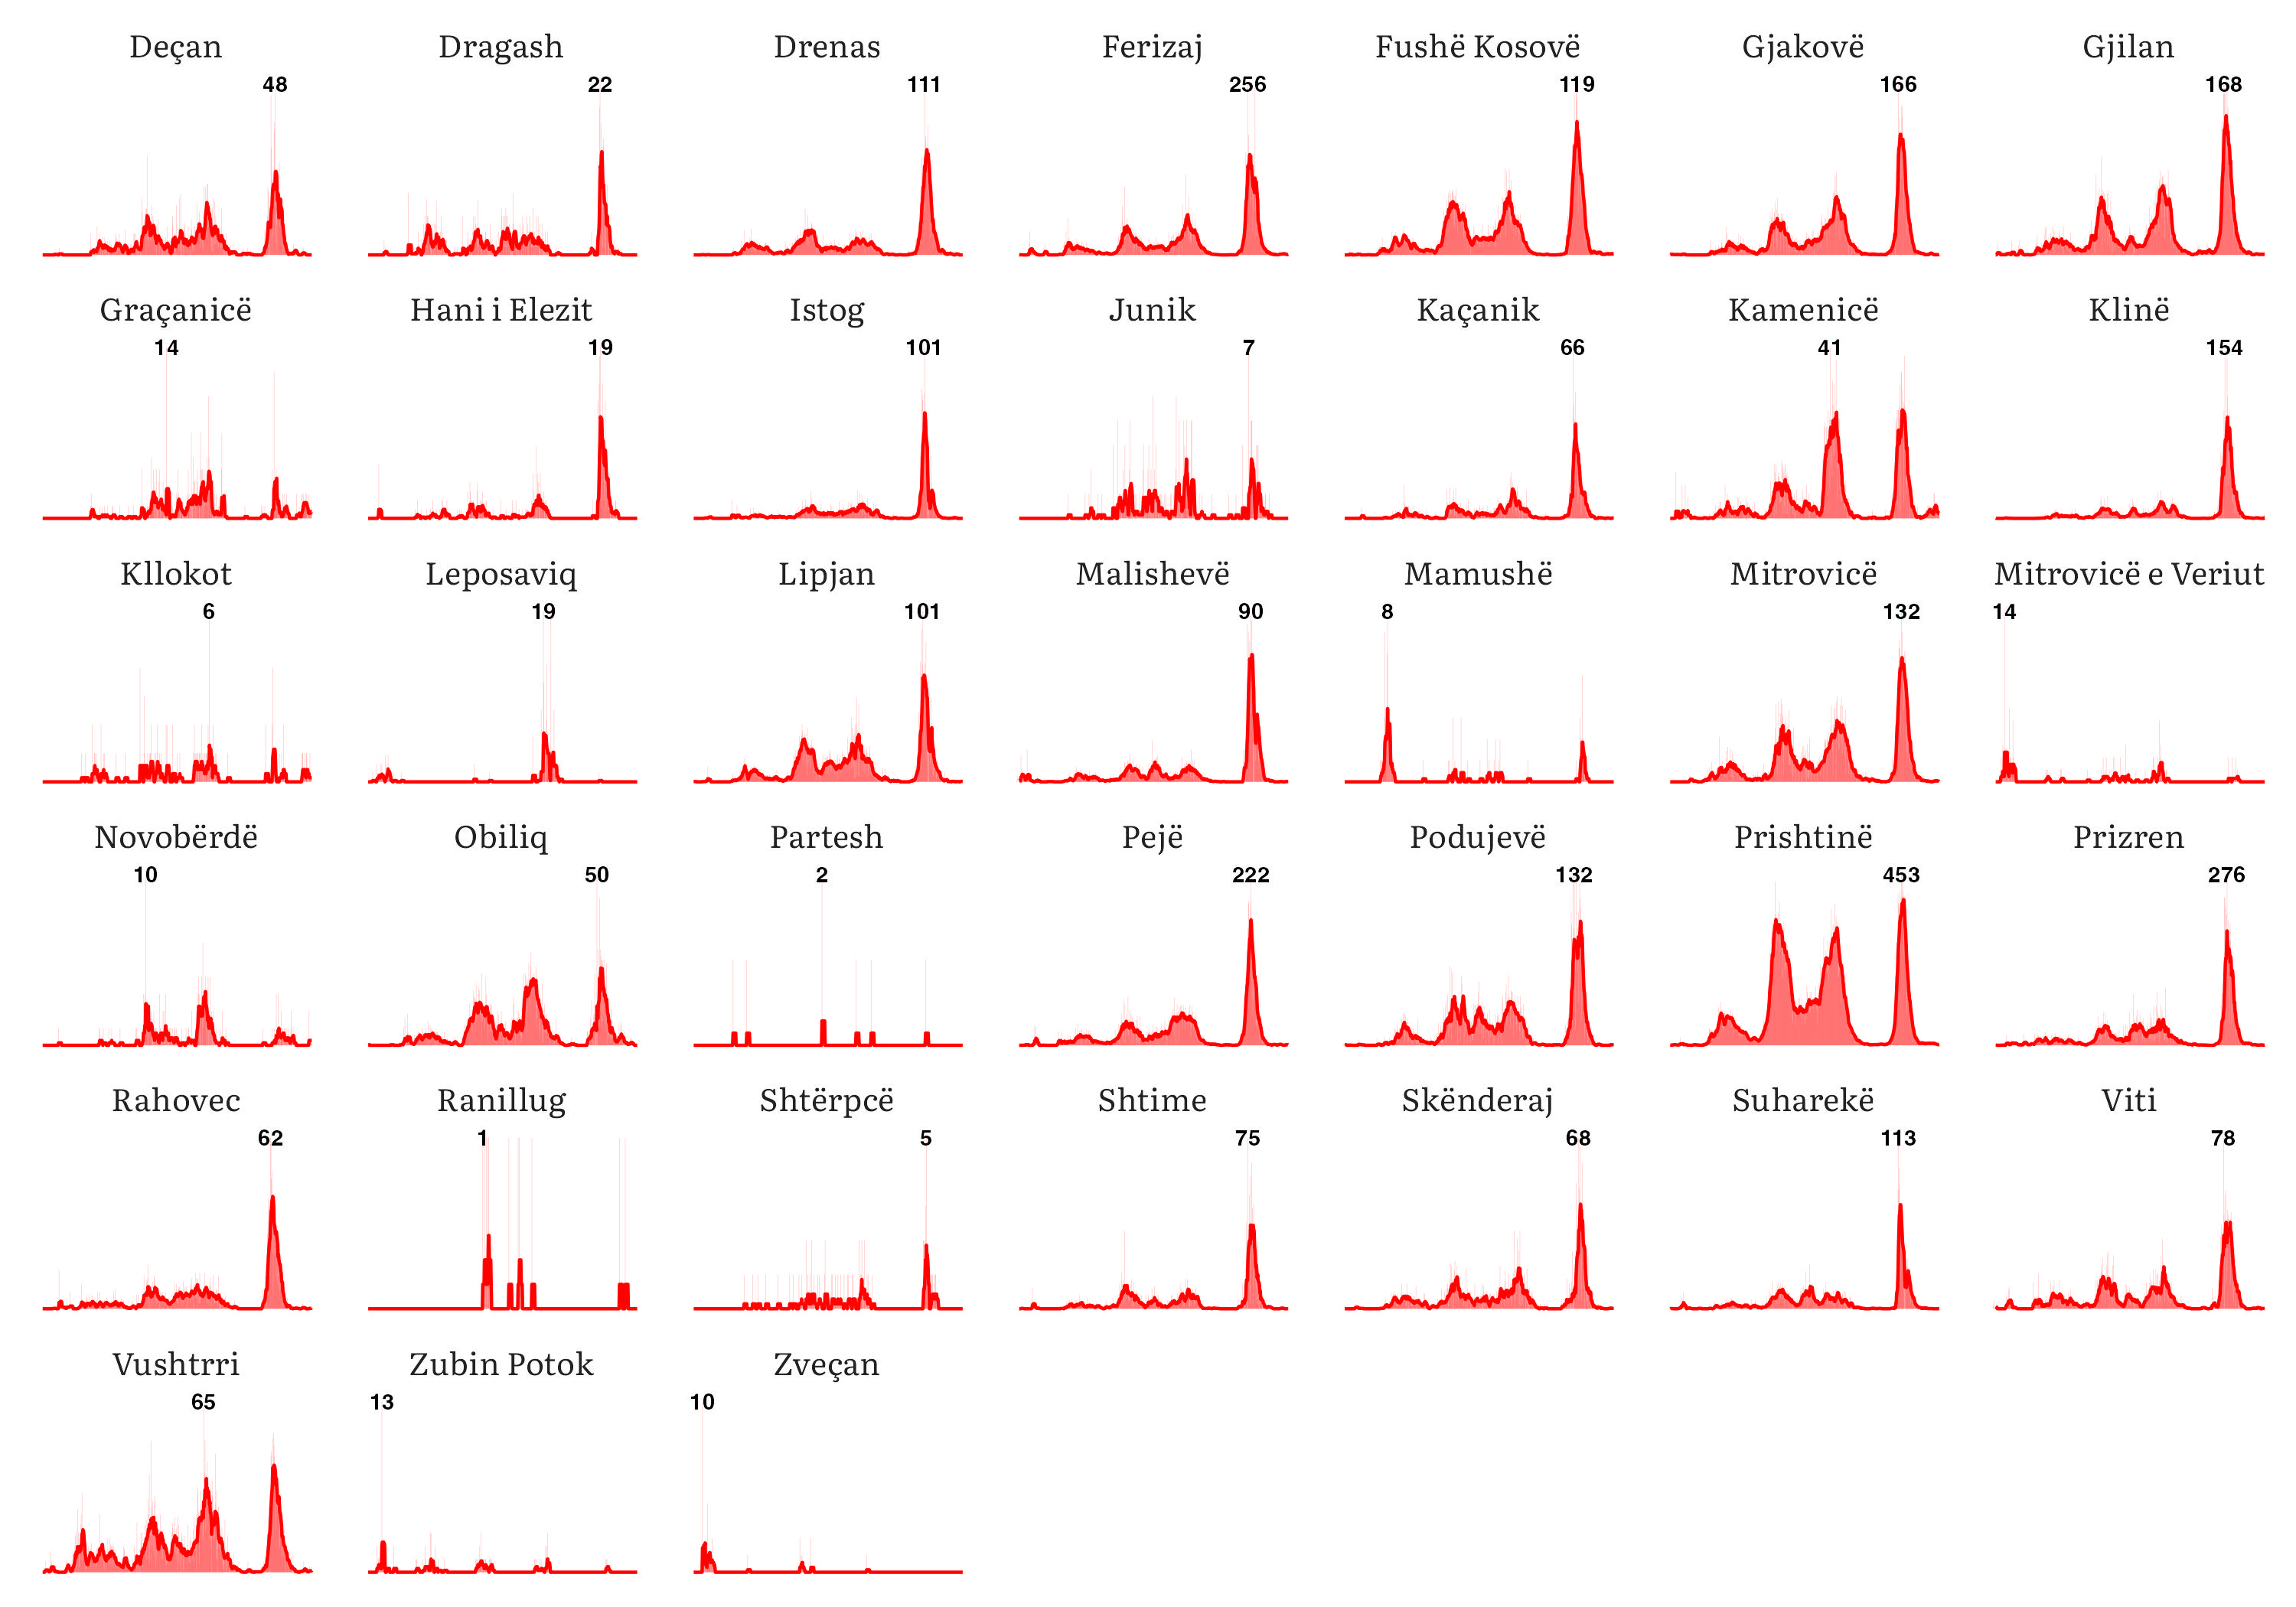 Deçan Dragash Drenas Ferizaj Fushë Kosovë Gjakovë Gjilan
48 22 111 256 119 166 168
Graçanicë Hani i Elezit Istog Junik Kaçanik Kamenicë Klinë
14 19 101 7 66 41 154
Kllokot Leposaviq Lipjan Malishevë Mamushë Mitrovicë Mitrovicë e Veriut
6 19 101 90 8 132 14
Novobërdë Obiliq Partesh Pejë Podujevë Prishtinë Prizren
10 50 2 222 132 453 276
Rahovec Ranillug Shtërpcë Shtime Skënderaj Suharekë Viti
62 1 5 75 68 113 78
Vushtrri Zubin Potok Zveçan
65 13 10